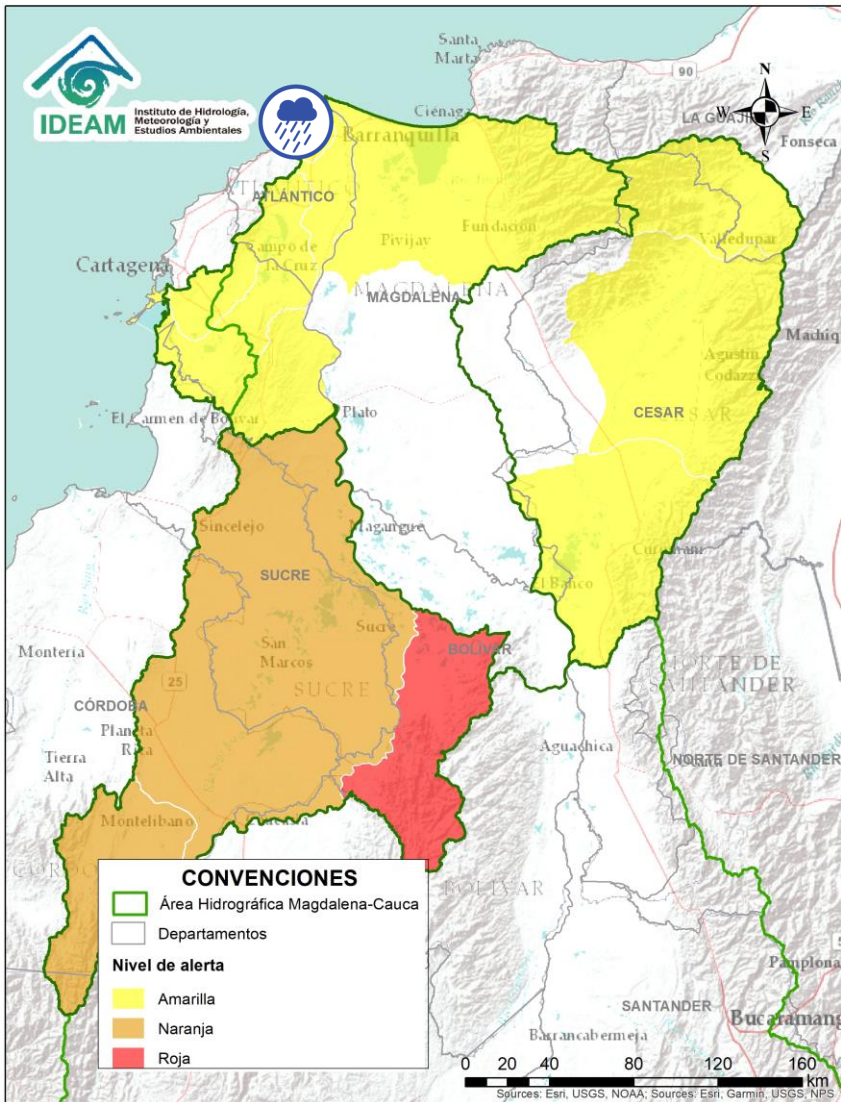 IDEAM
Instituto de Hidrología,
Meteorología y
Estudios Ambientales
Santa
Marta
90
N
W
E
S
Ciénaga
LA GUAJIR
Barranquilla
Fonseca
ATLÁNTICO
Fundación
Valledupar
Campo de
la Cruz
Pivijay
Cartagena
MAGDALENA
MAGDALENA
Machiq
Agustín
Codazzi
CESAR
El Carmen de Bolívar
Plato
Sincelejo
Magangué
Curumaní
SUCRE
El Banco
Sucre
BOLÍVAR
Montería
San
Marcos
NORTE DE
SANTANDER
25
SUCRE
CÓRDOBA
Planeta
Rica
Aguachica
NORTE DE SANTANDER
Tierra
Alta
Montelíbano
BOLÍVAR
CONVENCIONES
Área Hidrográfica Magdalena-Cauca
Departamentos
Nivel de alerta
Amarilla
Naranja
Roja
Pamplona
SANTANDER
Bucaramang
Barrancabermeja
0 20 40 80 120 160
km
Sources: Esri, USGS, NOAA; Sources: Esri, Garmin, USGS, NPS